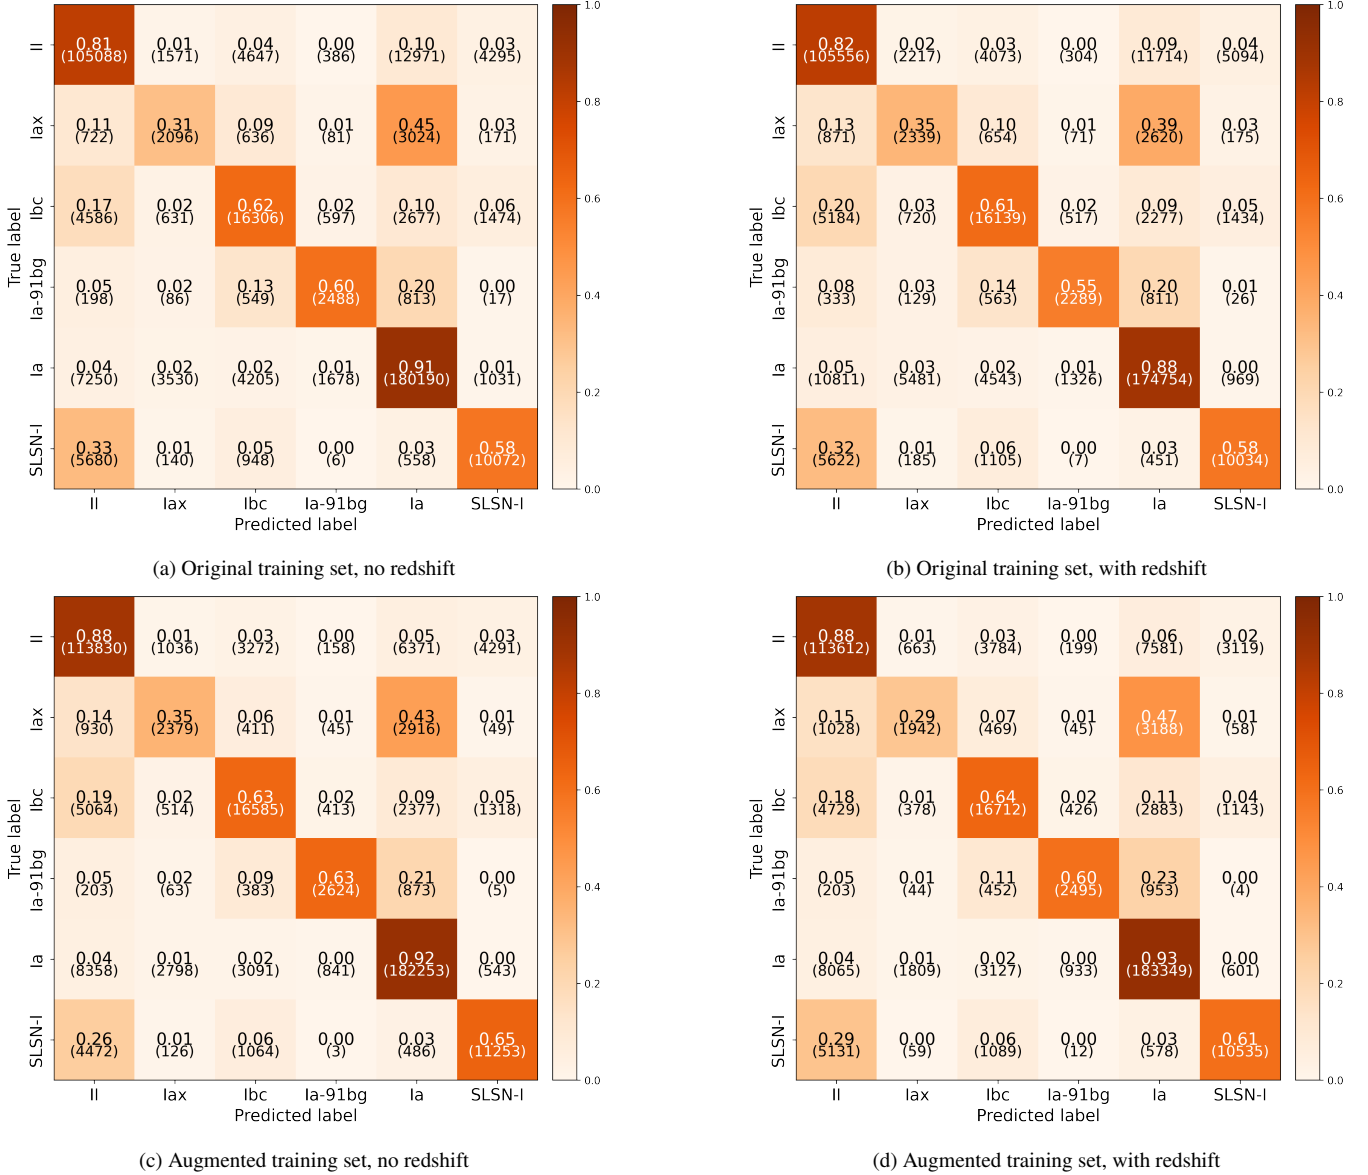 II 0.81 0.01 0.04 0.00 0.10 0.03 1.0
(105088) (1571) (4647) (386) (12971) (4295)
Iax 0.11 0.31 0.09 0.01 0.45 0.03 0.8
(722) (2096) (636) (81) (3024) (171)
Ibc 0.17 0.02 0.62 0.02 0.10 0.06 0.6
(4586) (631) (16306) (597) (2677) (1474)
True label
Ia-91bg 0.05 0.02 0.13 0.60 0.20 0.00 0.4
(198) (86) (549) (2488) (813) (17)
Ia 0.04 0.02 0.02 0.01 0.91 0.01 0.2
(7250) (3530) (4205) (1678) (180190) (1031)
SLSN-I 0.33 0.01 0.05 0.00 0.03 0.58 0.0
(5680) (140) (948) (6) (558) (10072)
II Iax Ibc Ia-91bg Ia SLSN-I
Predicted label
(a) Original training set, no redshift
II 0.82 0.02 0.03 0.00 0.09 0.04 1.0
(105556) (2217) (4073) (304) (11714) (5094)
Iax 0.13 0.35 0.10 0.01 0.39 0.03 0.8
(871) (2339) (654) (71) (2620) (175)
Ibc 0.20 0.03 0.61 0.02 0.09 0.05 0.6
(5184) (720) (16139) (517) (2277) (1434)
True label
Ia-91bg 0.08 0.03 0.14 0.55 0.20 0.01 0.4
(333) (129) (563) (2289) (811) (26)
Ia 0.05 0.03 0.02 0.01 0.88 0.00 0.2
(10811) (5481) (4543) (1326) (174754) (969)
SLSN-I 0.32 0.01 0.06 0.00 0.03 0.58 0.0
(5622) (185) (1105) (7) (451) (10034)
II Iax Ibc Ia-91bg Ia SLSN-I
Predicted label
(b) Original training set, with redshift
II 0.88 0.01 0.03 0.00 0.05 0.03 1.0
(113830) (1036) (3272) (158) (6371) (4291)
Iax 0.14 0.35 0.06 0.01 0.43 0.01 0.8
(930) (2379) (411) (45) (2916) (49)
Ibc 0.19 0.02 0.63 0.02 0.09 0.05 0.6
(5064) (514) (16585) (413) (2377) (1318)
True label
Ia-91bg 0.05 0.02 0.09 0.63 0.21 0.00 0.4
(203) (63) (383) (2624) (873) (5)
Ia 0.04 0.01 0.02 0.00 0.92 0.00 0.2
(8358) (2798) (3091) (841) (182253) (543)
SLSN-I 0.26 0.01 0.06 0.00 0.03 0.65 0.0
(4472) (126) (1064) (3) (486) (11253)
II Iax Ibc Ia-91bg Ia SLSN-I
Predicted label
(c) Augmented training set, no redshift
II 0.88 0.01 0.03 0.00 0.06 0.02 1.0
(113612) (663) (3784) (199) (7581) (3119)
Iax 0.15 0.29 0.07 0.01 0.47 0.01 0.8
(1028) (1942) (469) (45) (3188) (58)
Ibc 0.18 0.01 0.64 0.02 0.11 0.04 0.6
(4729) (378) (16712) (426) (2883) (1143)
True label
Ia-91bg 0.05 0.01 0.11 0.60 0.23 0.00 0.4
(203) (44) (452) (2495) (953) (4)
Ia 0.04 0.01 0.02 0.00 0.93 0.00 0.2
(8065) (1809) (3127) (933) (183349) (601)
SLSN-I 0.29 0.00 0.06 0.00 0.03 0.61 0.0
(5131) (59) (1089) (12) (578) (10535)
II Iax Ibc Ia-91bg Ia SLSN-I
Predicted label
(d) Augmented training set, with redshift